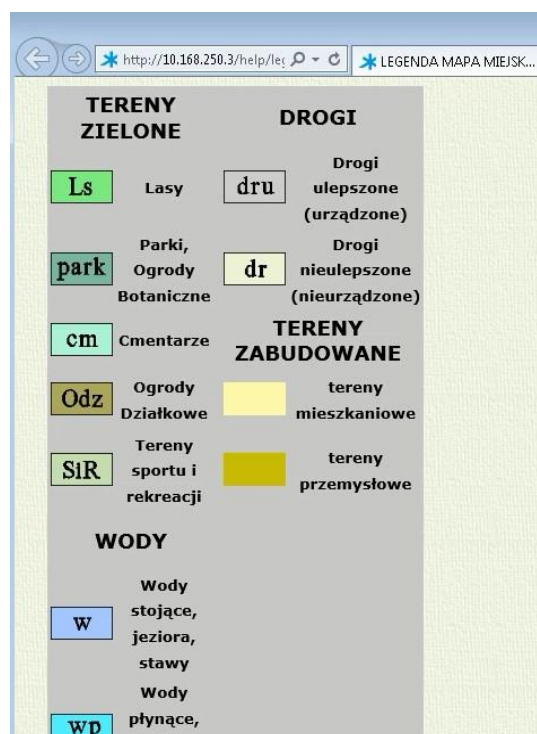 http://10.168.250.3/help/leg
LEGENDA MAPA MIEJSK...
TERENY
ZIELONE
Ls
Lasy
park
Parki,
Ogrody
Botaniczne
cm
Cmentarze
Odz
Ogrody
Działkowe
SiR
Tereny
sportu i
rekreacji
WODY
w
Wody
stojące,
jeziora,
stawy
wp
Wody
płynące,
DROGI
dru
Drogi
ulepszone
(urządzone)
dr
Drogi
nieulepszone
(nieurządzone)
TERENY
ZABUDOWANE
tereny
mieszkaniowe
tereny
przemysłowe